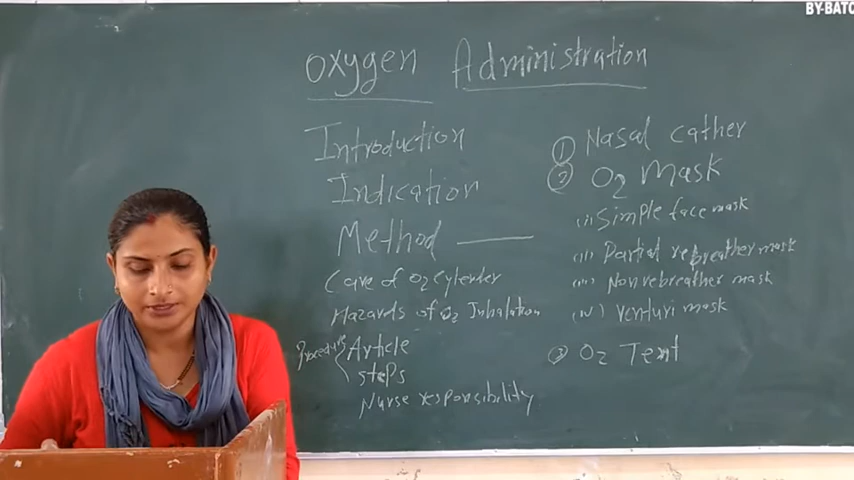 BY-BATC
Oxygen Administration
Introduction
Indication
Method
Care of O2 Cylender
Hazards of O2 Inhalation
Procedure Article
Steps
Nurse responsibility
① Nasal cather
② O2 Mask
(i) Simple face mask
(ii) Partial rebreather mask
(iii) Nonrebreather mask
(iv) Venturi mask
③ O2 Tent